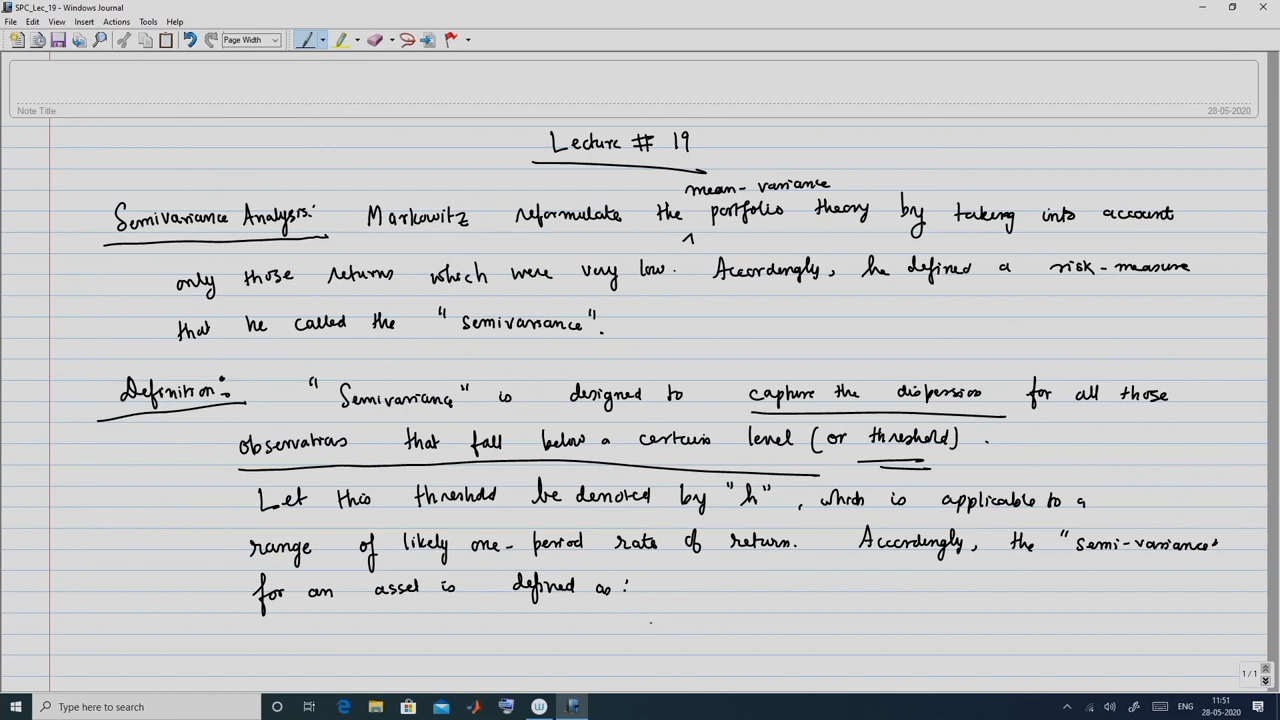 SPC_Lec_19 - Windows Journal
File Edit View Insert Actions Tools Help
Page Width
Note Title
28-05-2020
Lecture # 19
mean-variance
Semivariance Analysis: Markowitz reformulate the portfolio theory by taking into account
only those returns which were very low. Accordingly, he defined a risk-measure
that he called the "semivariance".
Definition: "Semivariance" is designed to capture the dispersion for all those
observations that fall below a certain level (or threshold).
Let this threshold be denoted by "h", which is applicable to a
range of likely one-period rate of return. Accordingly, the "semi-variance"
for an asset is defined as:
1/1
Type here to search
ENG
11:51
28-05-2020